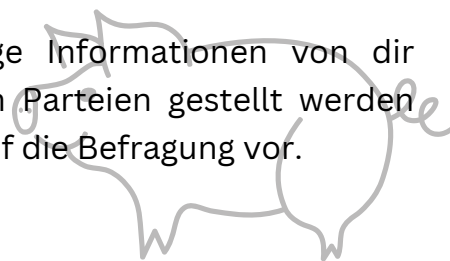 ge Informationen von dir
n Parteien gestellt werden
f die Befragung vor.